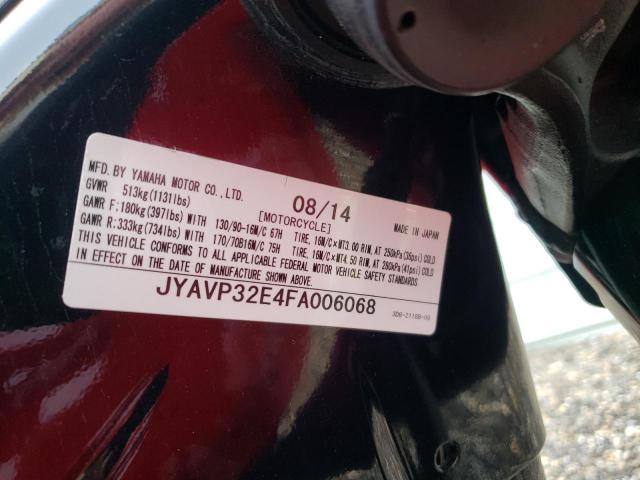 MFD. BY YAMAHA MOTOR CO., LTD. 08/14
GVWR 513kg(1131lbs) [MOTORCYCLE] MADE IN JAPAN
GAWR F: 180kg(397lbs) WITH 130/90-16M/C 67H TIRE, 16M/C×MT3.00 RIM, AT 250kPa(36psi) COLD
GAWR R: 333kg(734lbs) WITH 170/70B16M/C 75H TIRE, 16M/C×MT4.50 RIM, AT 280kPa(41psi) COLD
THIS VEHICLE CONFORMS TO ALL APPLICABLE FEDERAL MOTOR VEHICLE SAFETY STANDARDS
IN EFFECT ON THE DATE OF MANUFACTURE SHOWN ABOVE.
JYAVP32E4FA006068
3D8-2118B-00